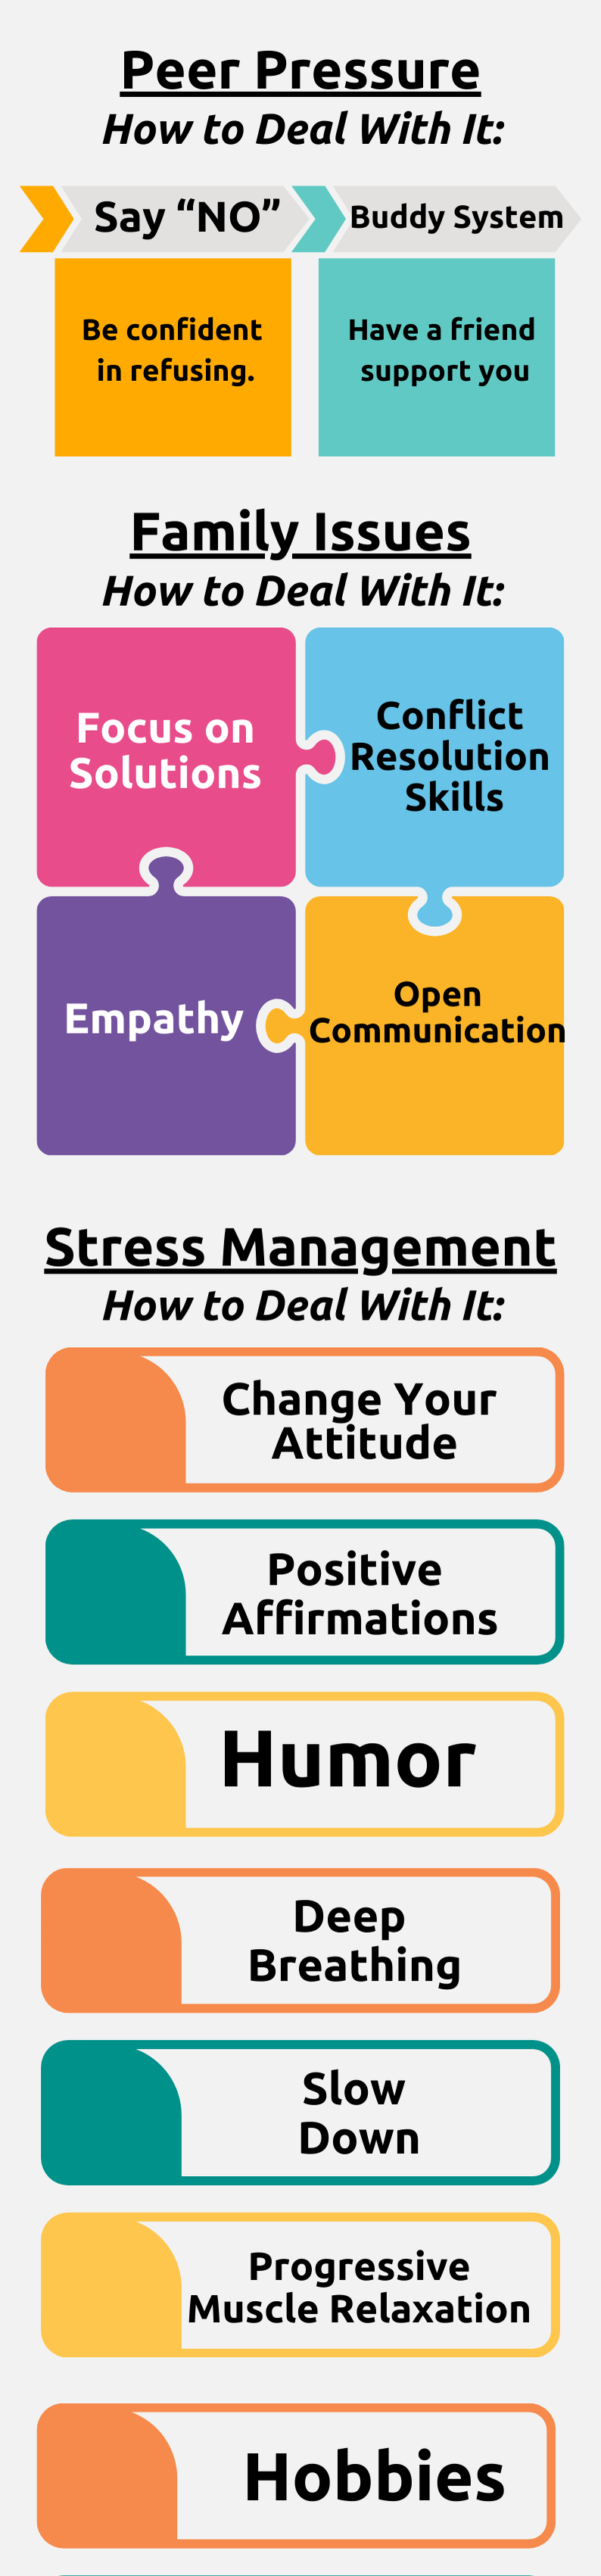 Peer Pressure
How to Deal With It:
Say “NO”
Buddy System
Be confident
in refusing.
Have a friend
support you
Family Issues
How to Deal With It:
Focus on
Solutions
Conflict
Resolution
Skills
Empathy
Open
Communication
Stress Management
How to Deal With It:
Change Your
Attitude
Positive
Affirmations
Humor
Deep
Breathing
Slow
Down
Progressive
Muscle Relaxation
Hobbies